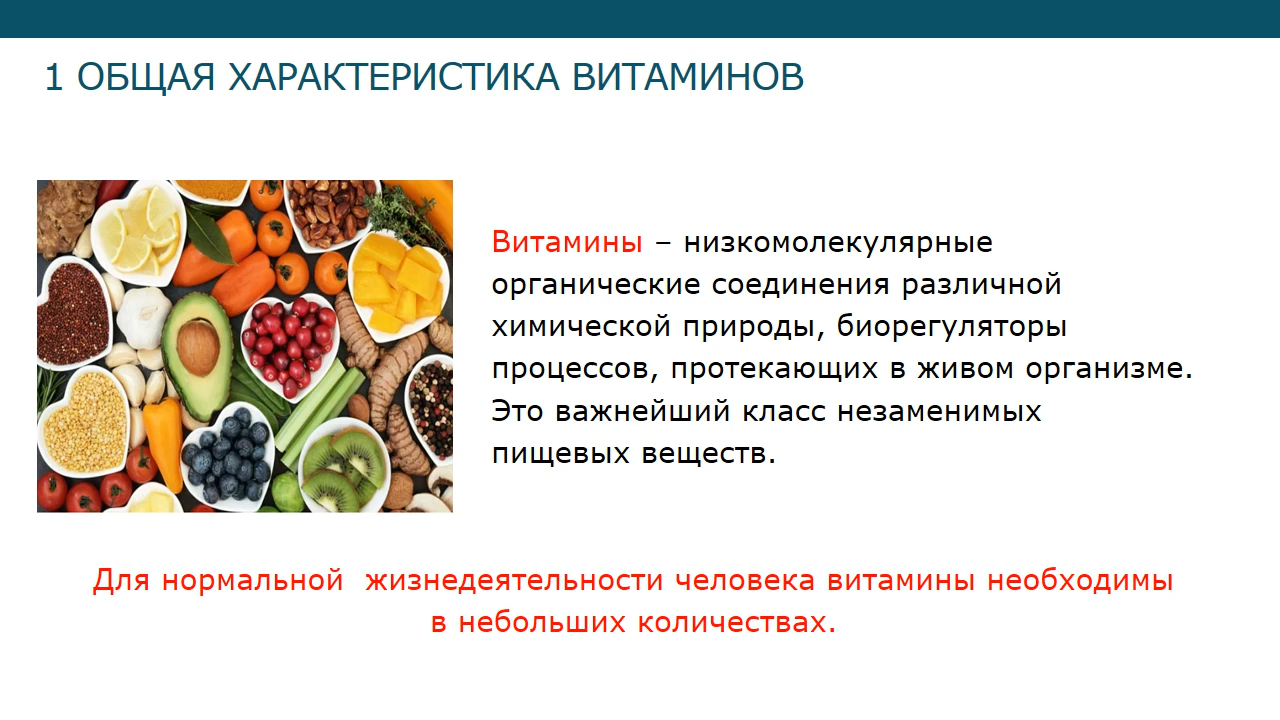 1 ОБЩАЯ ХАРАКТЕРИСТИКА ВИТАМИНОВ
Витамины – низкомолекулярные
органические соединения различной
химической природы, биорегуляторы
процессов, протекающих в живом организме.
Это важнейший класс незаменимых
пищевых веществ.
Для нормальной  жизнедеятельности человека витамины необходимы
в небольших количествах.